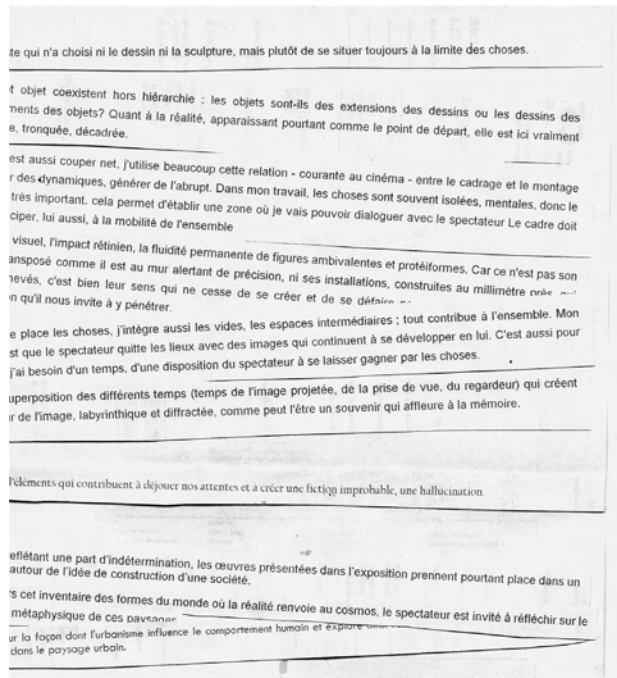 te qui n'a choisi ni le dessin ni la sculpture, mais plutôt de se situer toujours à la limite des choses.
t objet coexistent hors hiérarchie : les objets sont-ils des extensions des dessins ou les dessins des
ments des objets? Quant à la réalité, apparaissant pourtant comme le point de départ, elle est ici vraiment
e, tronquée, décadrée.
est aussi couper net, j'utilise beaucoup cette relation - courante au cinéma - entre le cadrage et le montage
r des dynamiques, générer de l'abrupt. Dans mon travail, les choses sont souvent isolées, mentales, donc le
très important. cela permet d'établir une zone où je vais pouvoir dialoguer avec le spectateur Le cadre doit
ciper, lui aussi, à la mobilité de l'ensemble
visuel, l'impact rétinien, la fluidité permanente de figures ambivalentes et protéiformes. Car ce n'est pas son
ansposé comme il est au mur alertant de précision, ni ses installations, construites au millimètre
nevés, c'est bien leur sens qui ne cesse de se créer et de se défaire
n qu'il nous invite à y pénétrer.
e place les choses, j'intègre aussi les vides, les espaces intermédiaires ; tout contribue à l'ensemble. Mon
st que le spectateur quitte les lieux avec des images qui continuent à se développer en lui. C'est aussi pour
j'ai besoin d'un temps, d'une disposition du spectateur à se laisser gagner par les choses.
uperposition des différents temps (temps de l'image projetée, de la prise de vue, du regardeur) qui créent
r de l'image, labyrinthique et diffractée, comme peut l'être un souvenir qui affleure à la mémoire.
l'éléments qui contribuent à déjouer nos attentes et à créer une fiction improbable, une hallucination.
eflétant une part d'indétermination, les œuvres présentées dans l'exposition prennent pourtant place dans un
autour de l'idée de construction d'une société.
s cet inventaire des formes du monde où la réalité renvoie au cosmos, le spectateur est invité à réfléchir sur le
métaphysique de ces paysages
ur la façon dont l'urbanisme influence le comportement humain et explore
dans le paysage urbain.